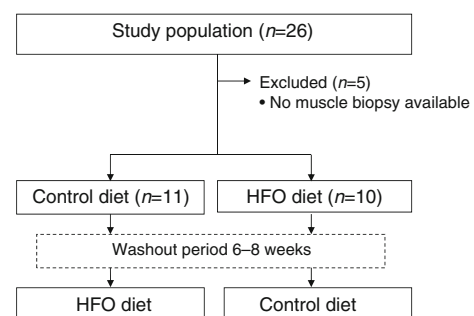 Study population (n=26)
Excluded (n=5)
• No muscle biopsy available
Control diet (n=11)
HFO diet (n=10)
Washout period 6–8 weeks
HFO diet
Control diet